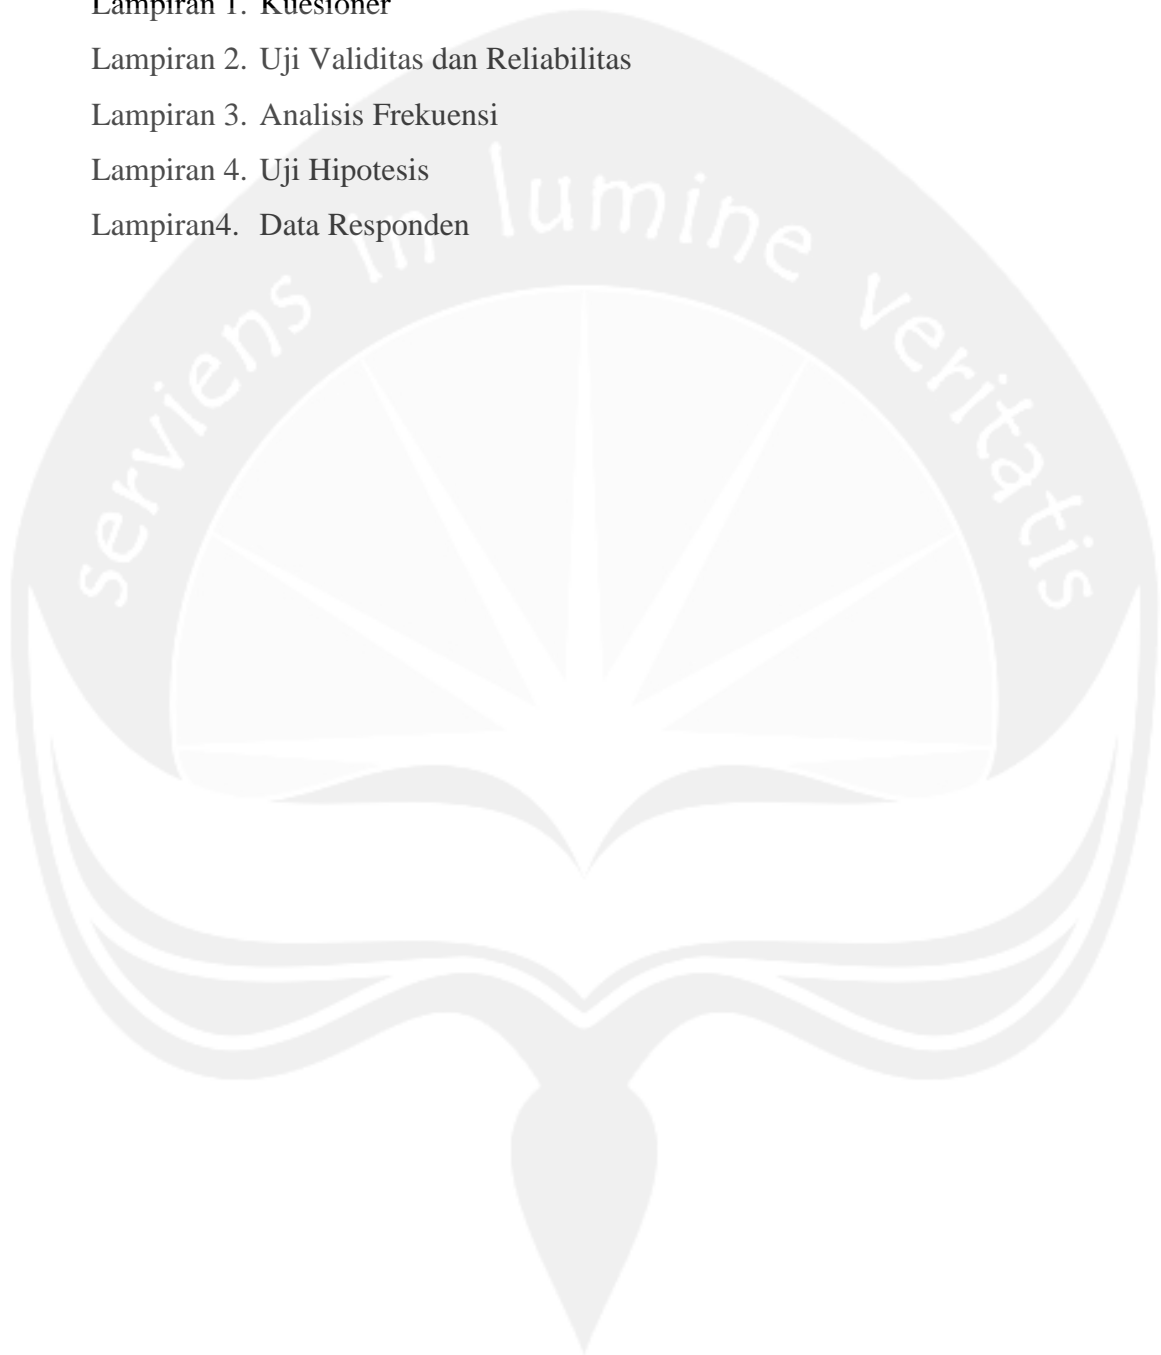 Lampiran 1. Kuesioner
Lampiran 2. Uji Validitas dan Reliabilitas
Lampiran 3. Analisis Frekuensi
Lampiran 4. Uji Hipotesis
Lampiran4. Data Responden
serviens in lumine veritatis